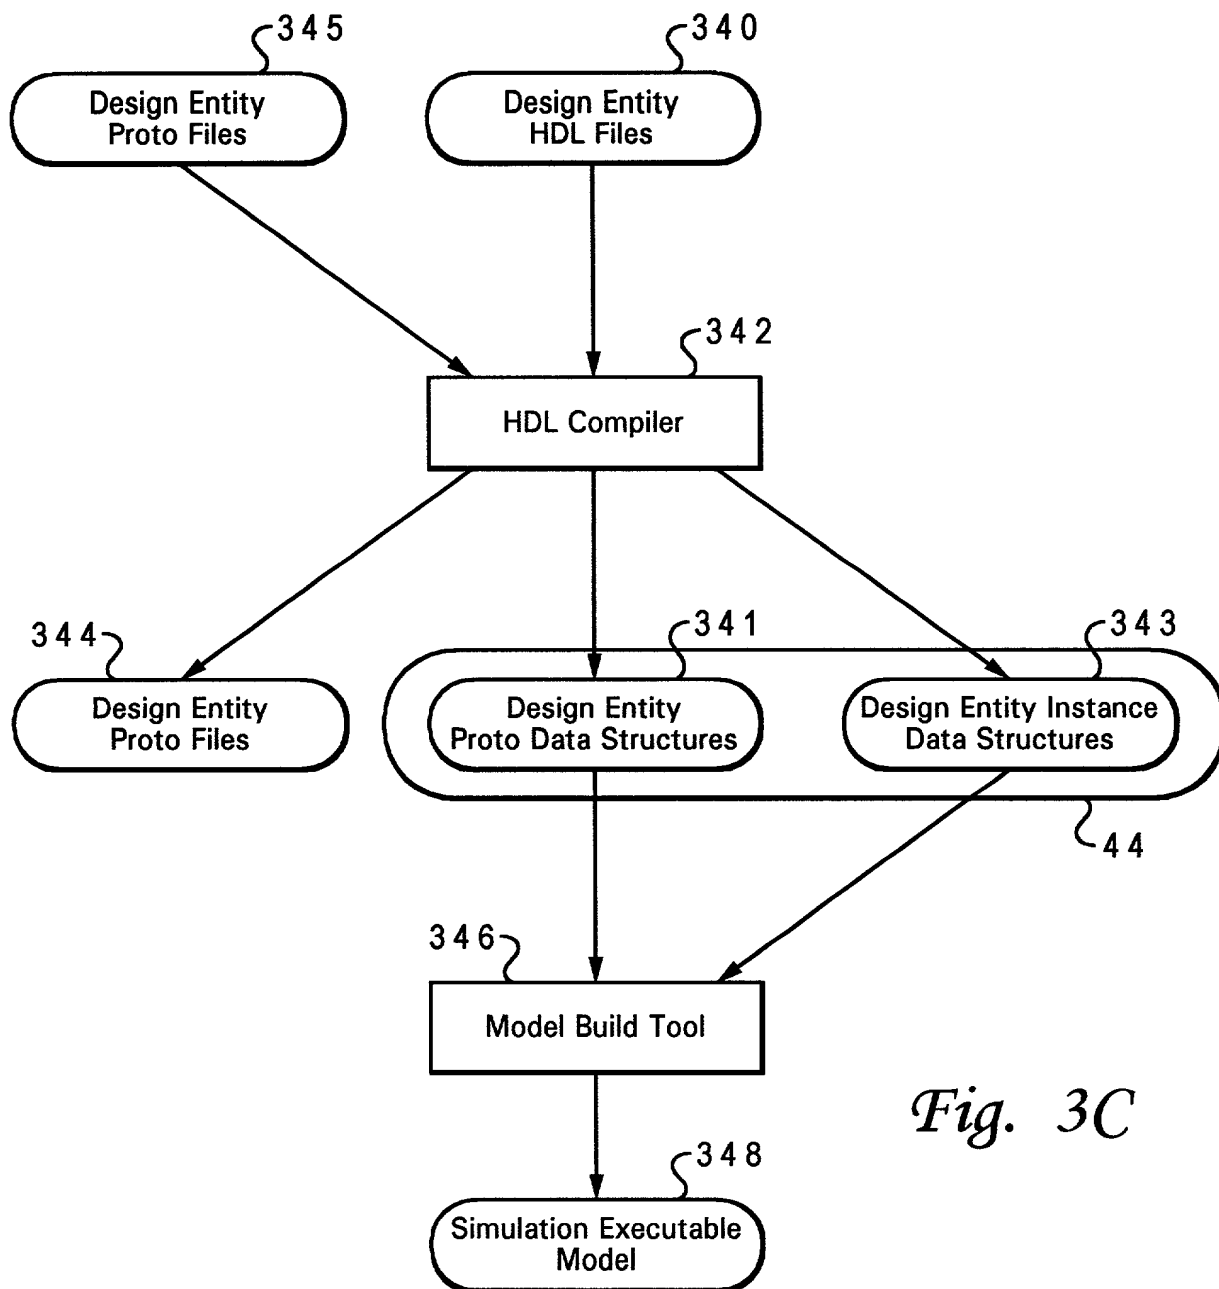 345
340
Design Entity
Proto Files
Design Entity
HDL Files
342
HDL Compiler
344
341
343
Design Entity
Proto Files
Design Entity
Proto Data Structures
Design Entity Instance
Data Structures
44
346
Model Build Tool
Fig. 3C
348
Simulation Executable
Model